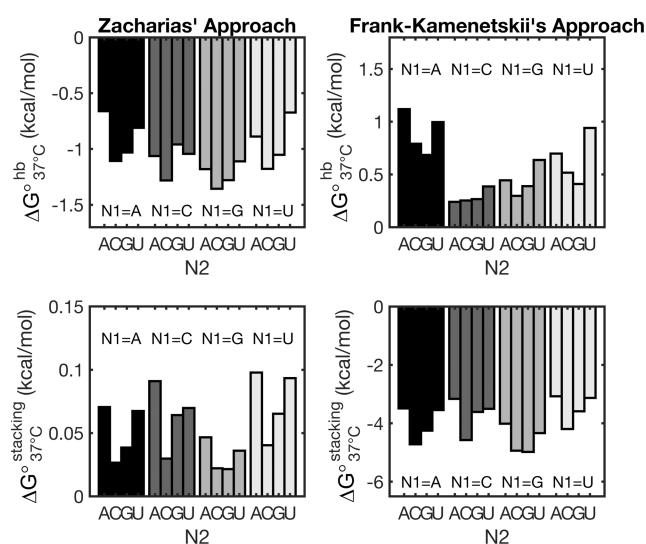 Zacharias' Approach
Frank-Kamenetskii's Approach
ΔG° hb 37°C (kcal/mol)
0
-0.5
-1
-1.5
N1=A N1=C N1=G N1=U
ACGU ACGU ACGU ACGU
N2
ΔG° hb 37°C (kcal/mol)
1.5
1
0.5
0
N1=A N1=C N1=G N1=U
ACGU ACGU ACGU ACGU
N2
ΔG° stacking 37°C (kcal/mol)
0.15
0.1
0.05
0
N1=A N1=C N1=G N1=U
ACGU ACGU ACGU ACGU
N2
ΔG° stacking 37°C (kcal/mol)
0
-2
-4
-6
N1=A N1=C N1=G N1=U
ACGU ACGU ACGU ACGU
N2